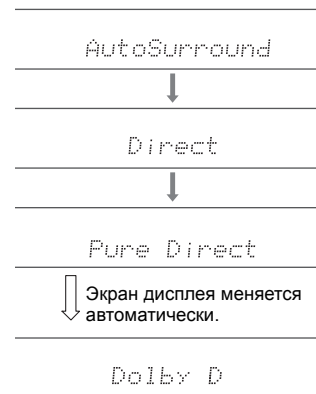 AutoSurround
Direct
Pure Direct
Экран дисплея меняется
автоматически.
Dolby D